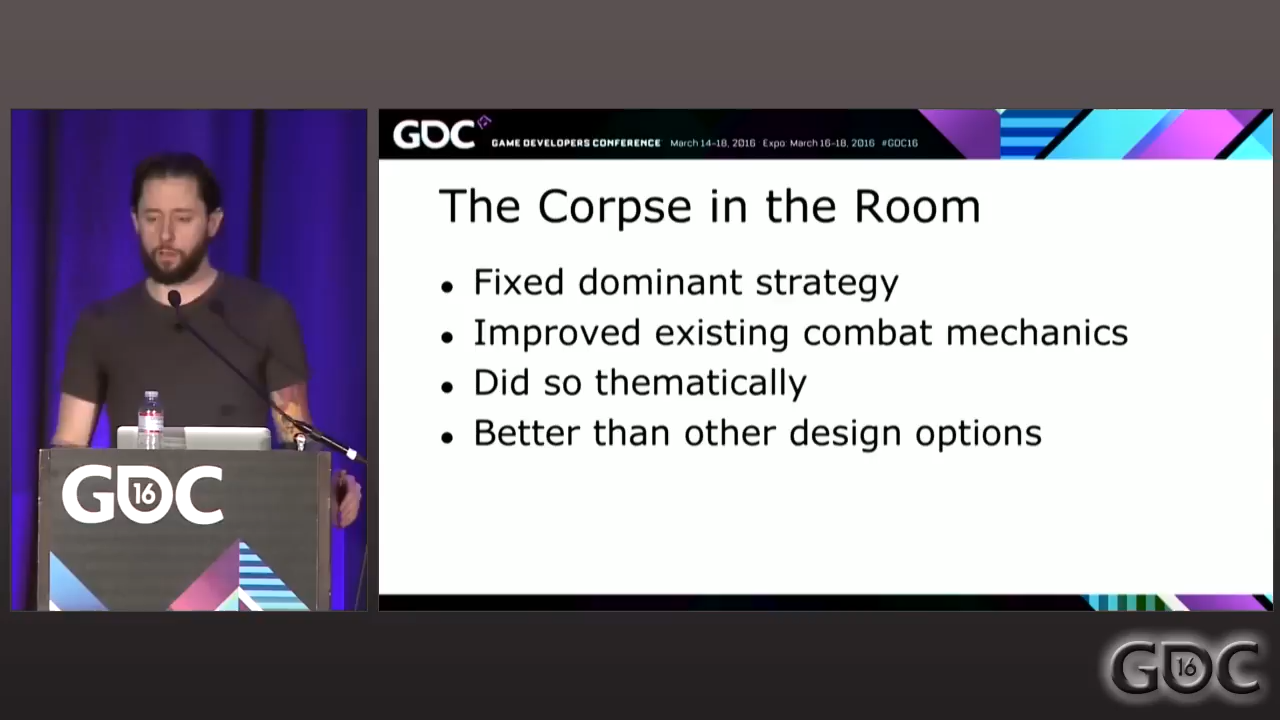 GDC
GAME DEVELOPERS CONFERENCE March 14-18, 2016 Expo March 16-18, 2016 #GDC16
The Corpse in the Room
• Fixed dominant strategy
• Improved existing combat mechanics
• Did so thematically
• Better than other design options
GDC
16
GDC
16